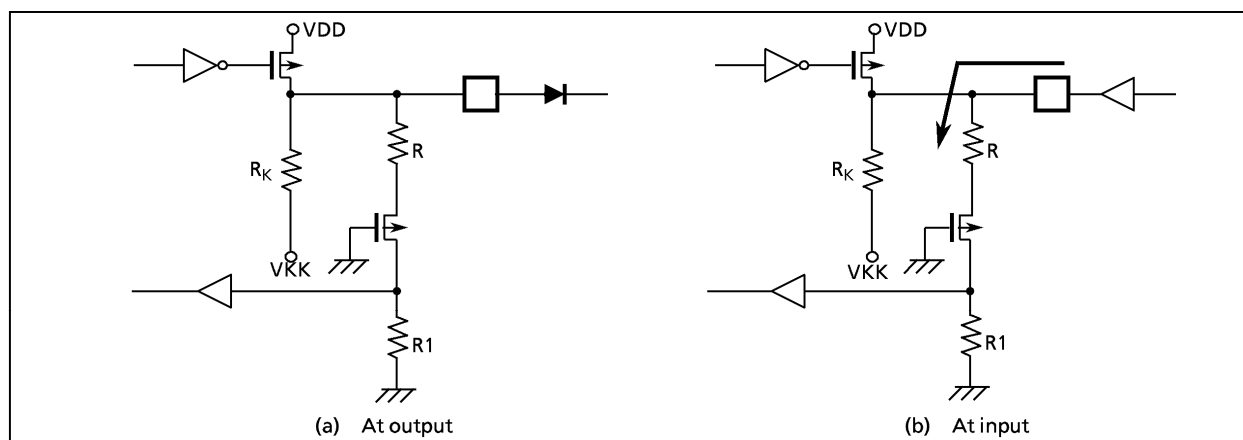 VDD
R
RK
VKK
R1
(a) At output
VDD
R
RK
VKK
R1
(b) At input